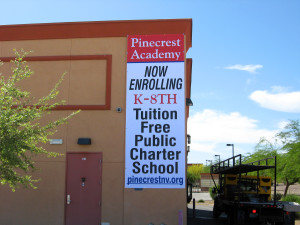 Pinecrest
Academy
NOW
ENROLLING
K-8TH
Tuition
Free
Public
Charter
School
pinecrestnv.org